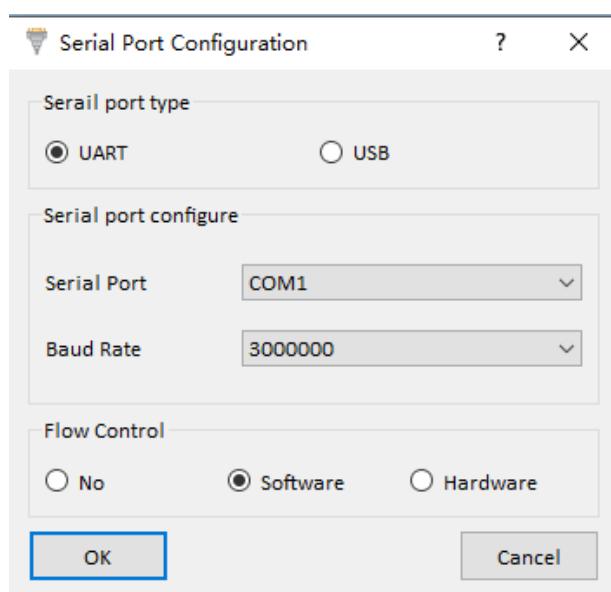 Serial Port Configuration ?
Serail port type
UART USB
Serial port configure
Serial Port COM1
Baud Rate 3000000
Flow Control
No Software Hardware
OK Cancel